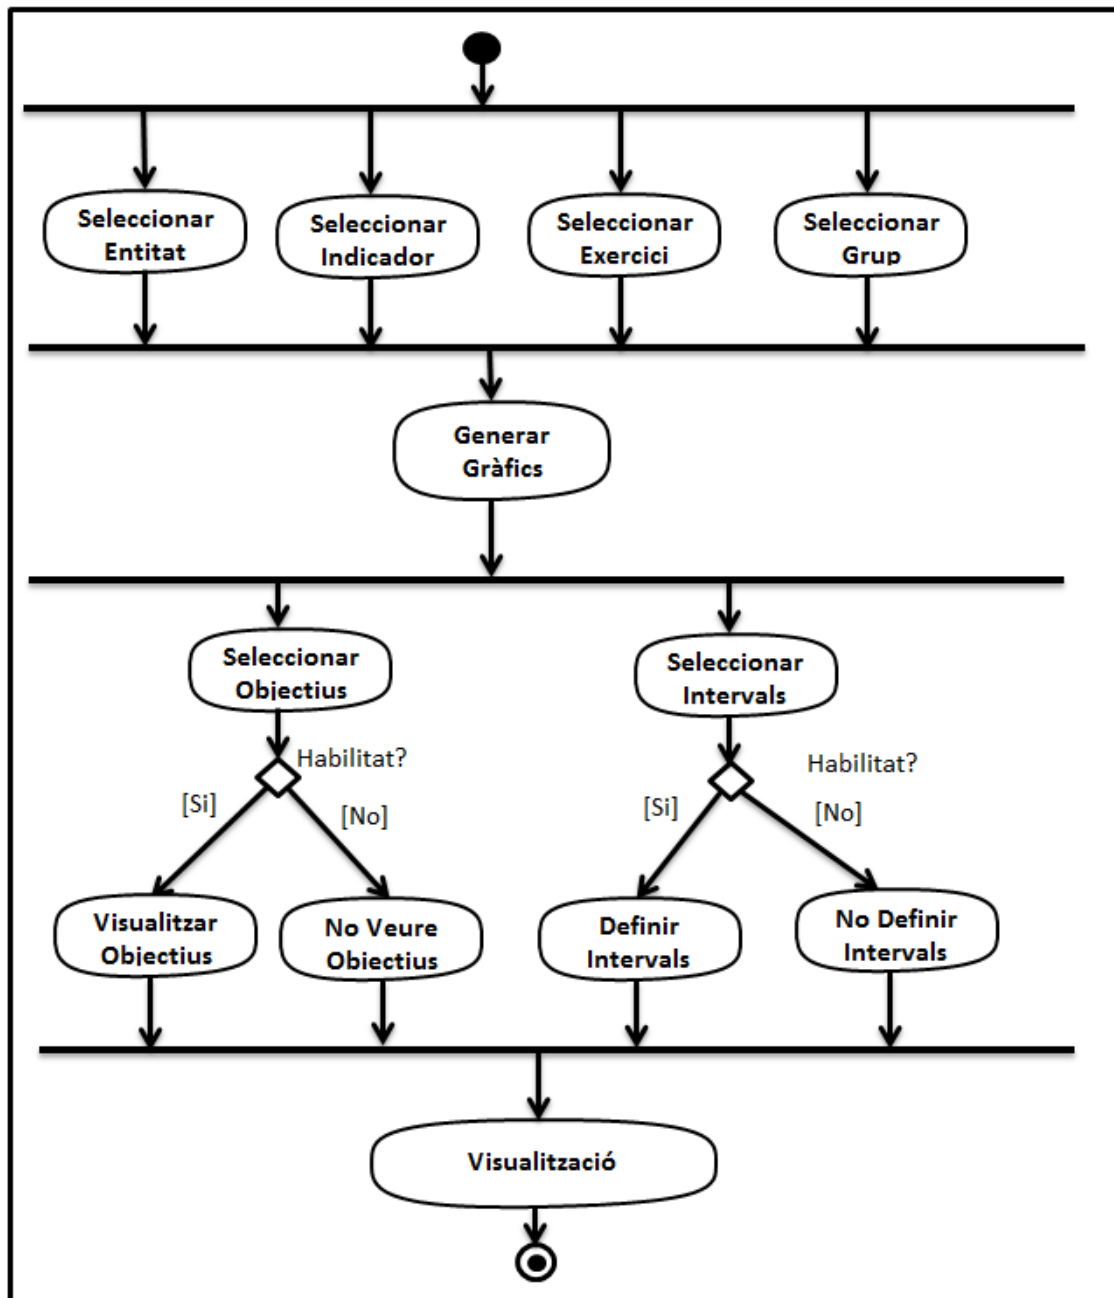 Seleccionar
Entitat
Seleccionar
Indicador
Seleccionar
Exercici
Seleccionar
Grup
Generar
Gràfics
Seleccionar
Objectius
Seleccionar
Intervals
Habilitat?
[Si]
[No]
Habilitat?
[Si]
[No]
Visualitzar
Objectius
No Veure
Objectius
Definir
Intervals
No Definir
Intervals
Visualització